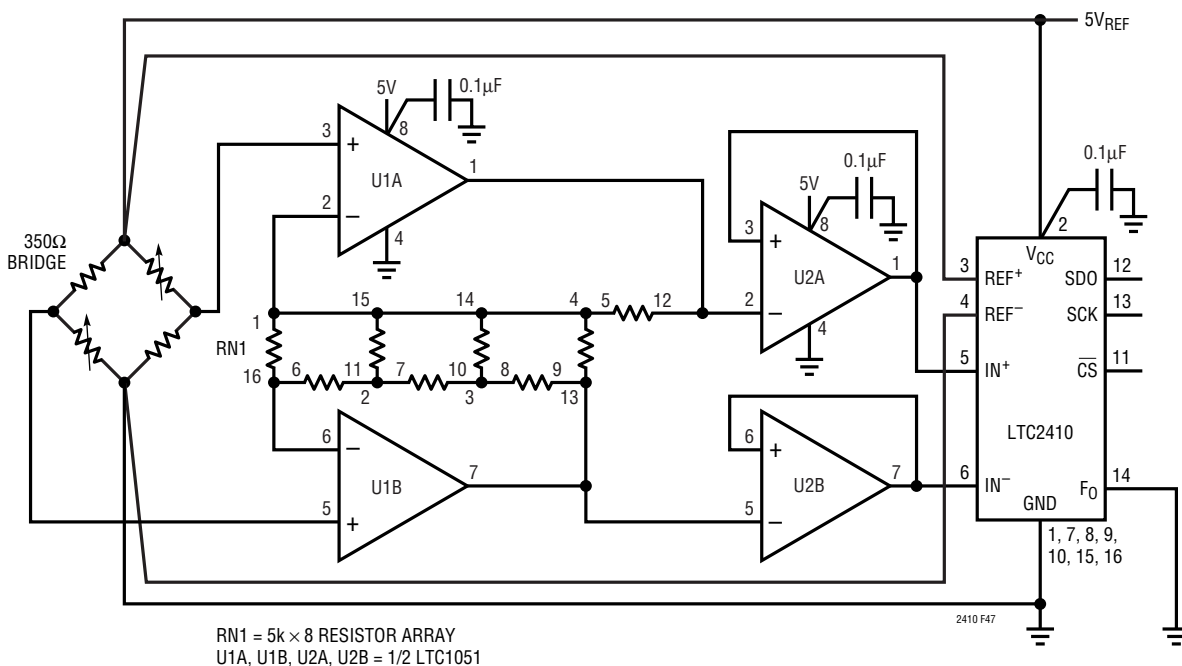 5VREF
5V
0.1µF
3
8
+
U1A
1
2
−
4
0.1µF
5V
8
3
+
U2A
1
2
−
4
0.1µF
2
VCC
350Ω
BRIDGE
3
REF+
SDO
12
4
REF−
SCK
13
5
IN+
CS
11
LTC2410
6
IN−
FO
14
GND
1, 7, 8, 9,
10, 15, 16
15
14
4
5
12
1
RN1
16
6
11
7
10
8
9
2
3
13
6
−
U1B
7
5
+
6
+
U2B
7
5
−
2410 F47
RN1 = 5k × 8 RESISTOR ARRAY
U1A, U1B, U2A, U2B = 1/2 LTC1051